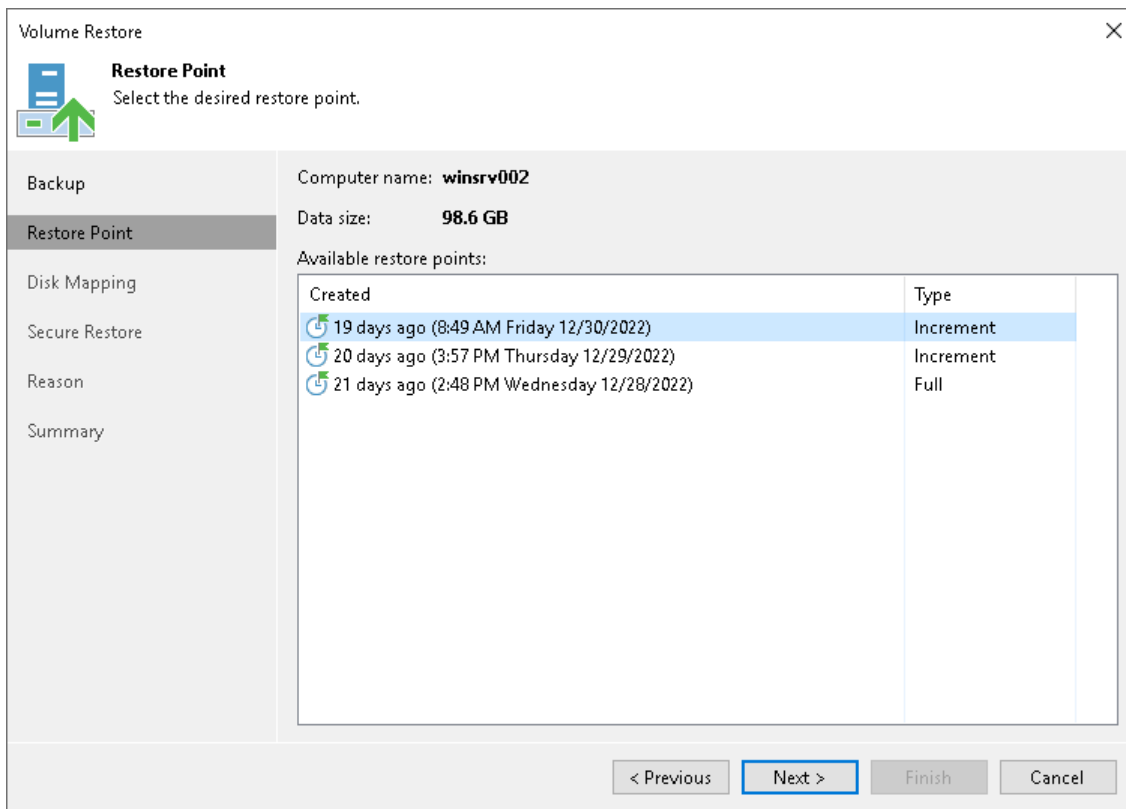 Volume Restore
Restore Point
Select the desired restore point.
Backup
Restore Point
Disk Mapping
Secure Restore
Reason
Summary
Computer name: winsrv002
Data size: 98.6 GB
Available restore points:
Created Type
19 days ago (8:49 AM Friday 12/30/2022) Increment
20 days ago (3:57 PM Thursday 12/29/2022) Increment
21 days ago (2:48 PM Wednesday 12/28/2022) Full
< Previous Next > Finish Cancel